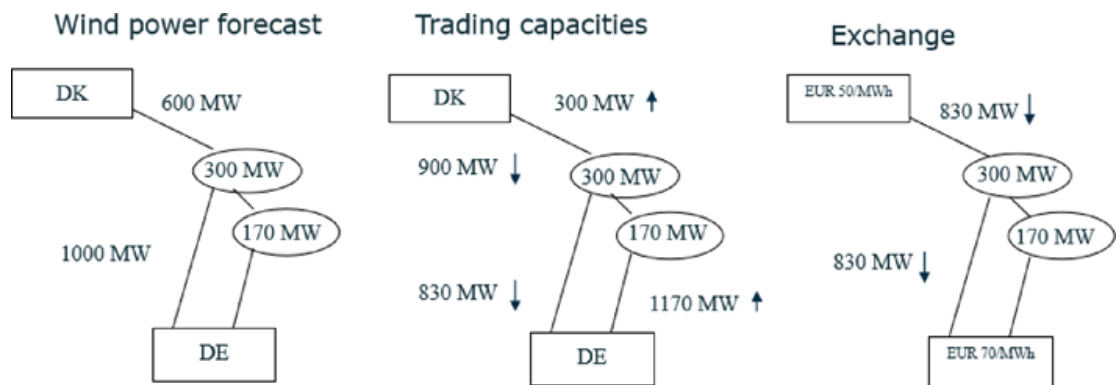 Wind power forecast
DK
600 MW
300 MW
170 MW
1000 MW
DE
Trading capacities
DK
300 MW ↑
900 MW ↓
300 MW
170 MW
830 MW ↓
1170 MW ↑
DE
Exchange
EUR 50/MWh
830 MW ↓
300 MW
170 MW
830 MW ↓
EUR 70/MWh